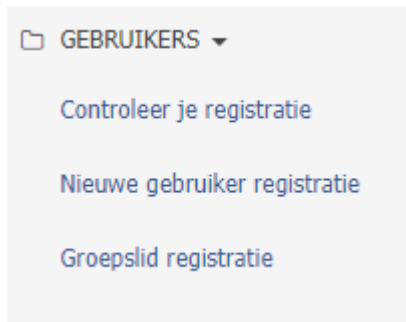 GEBRUIKERS
Controleer je registratie
Nieuwe gebruiker registratie
Groepslid registratie